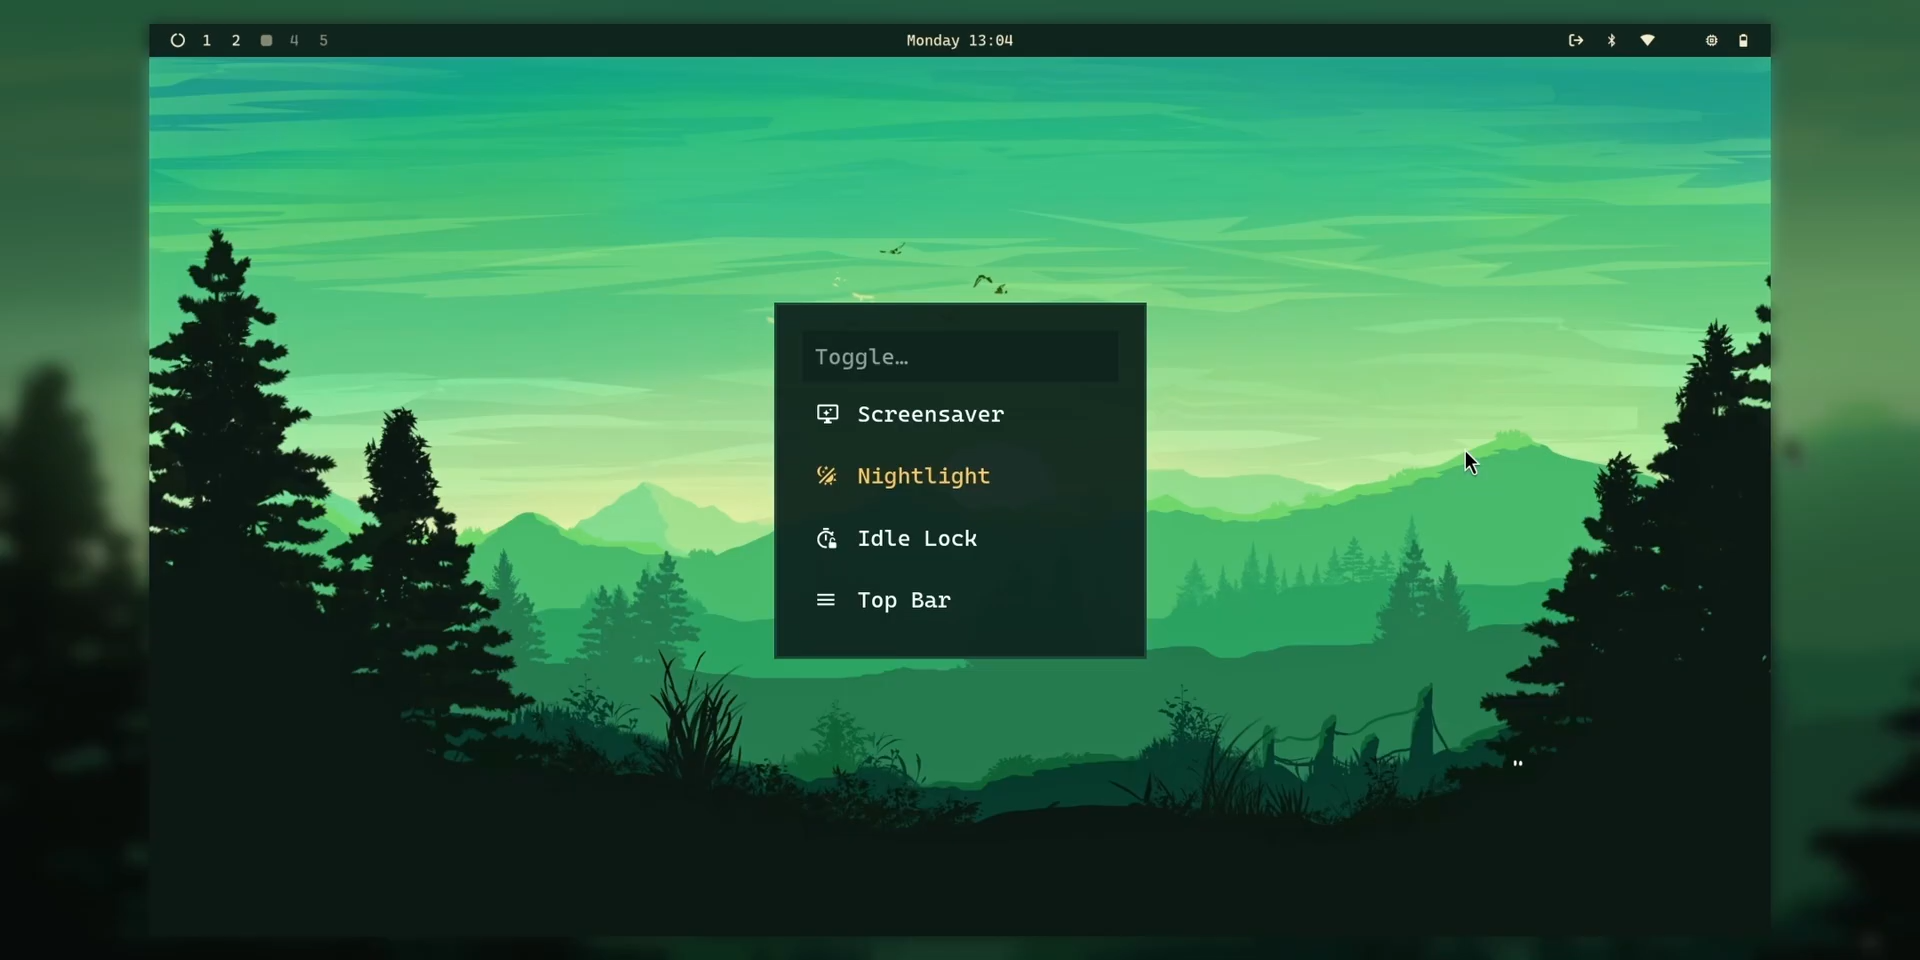 1 2 4 5
Monday 13:04
Toggle…
Screensaver
Nightlight
Idle Lock
Top Bar